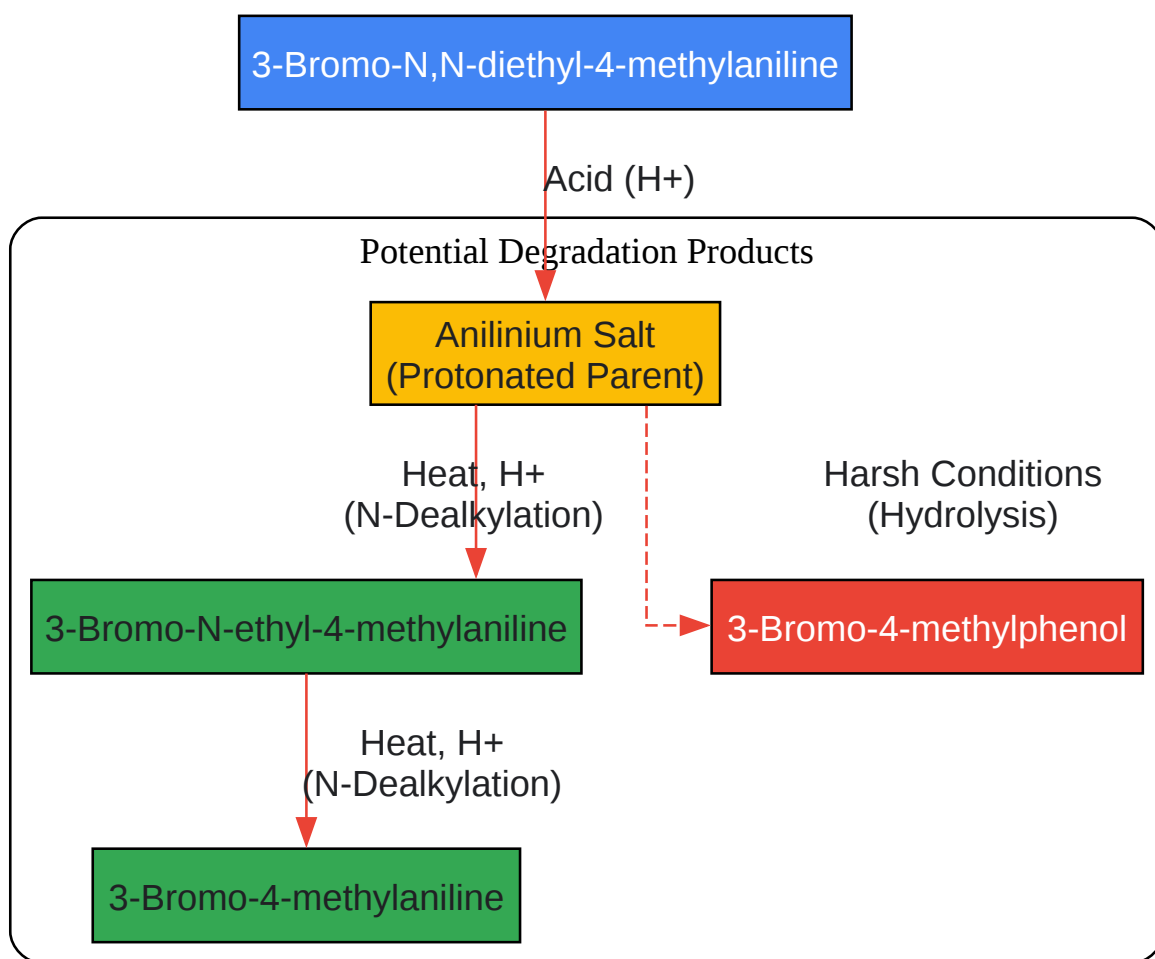 3-Bromo-N,N-diethyl-4-methylaniline
Acid (H+)
Potential Degradation Products
Anilinium Salt
(Protonated Parent)
Heat, H+
(N-Dealkylation)
Harsh Conditions
(Hydrolysis)
3-Bromo-N-ethyl-4-methylaniline
3-Bromo-4-methylphenol
Heat, H+
(N-Dealkylation)
3-Bromo-4-methylaniline